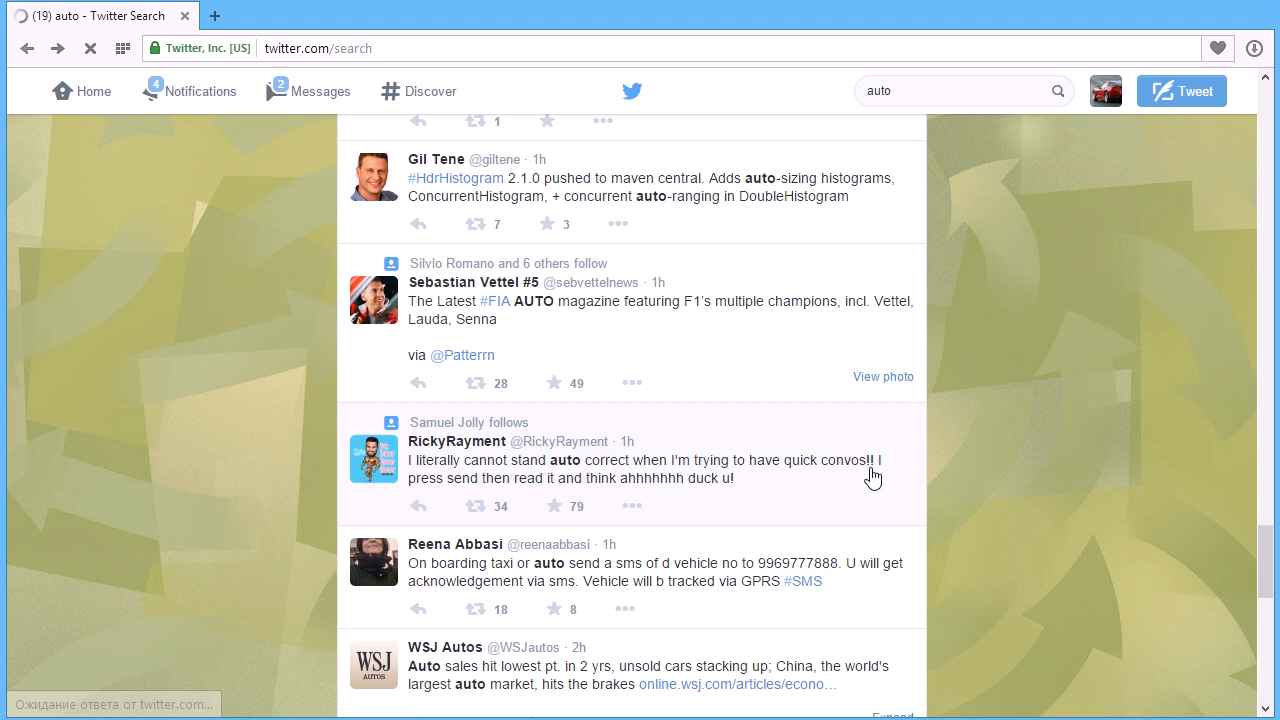 (19) auto - Twitter Search
Twitter, Inc. [US]
twitter.com/search
4
Home
Notifications
2
Messages
Discover
auto
Tweet
1
Gil Tene @giltene · 1h
#HdrHistogram 2.1.0 pushed to maven central. Adds auto-sizing histograms,
ConcurrentHistogram, + concurrent auto-ranging in DoubleHistogram
7 3
Silvio Romano and 6 others follow
Sebastian Vettel #5 @sebvettelnews · 1h
The Latest #FIA AUTO magazine featuring F1's multiple champions, incl. Vettel,
Lauda, Senna
via @Patterrn
View photo
28 49
Samuel Jolly follows
RickyRayment @RickyRayment · 1h
I literally cannot stand auto correct when I'm trying to have quick convos!! I
press send then read it and think ahhhhhhh duck u!
34 79
Reena Abbasi @reenaabbasi · 1h
On boarding taxi or auto send a sms of d vehicle no to 9969777888. U will get
acknowledgement via sms. Vehicle will b tracked via GPRS #SMS
18 8
WSJ Autos @WSJautos · 2h
WSJ
AUTOS
Auto sales hit lowest pt. in 2 yrs, unsold cars stacking up; China, the world's
largest auto market, hits the brakes online.wsj.com/articles/econo…
Expand
Ожидание ответа от twitter.com...